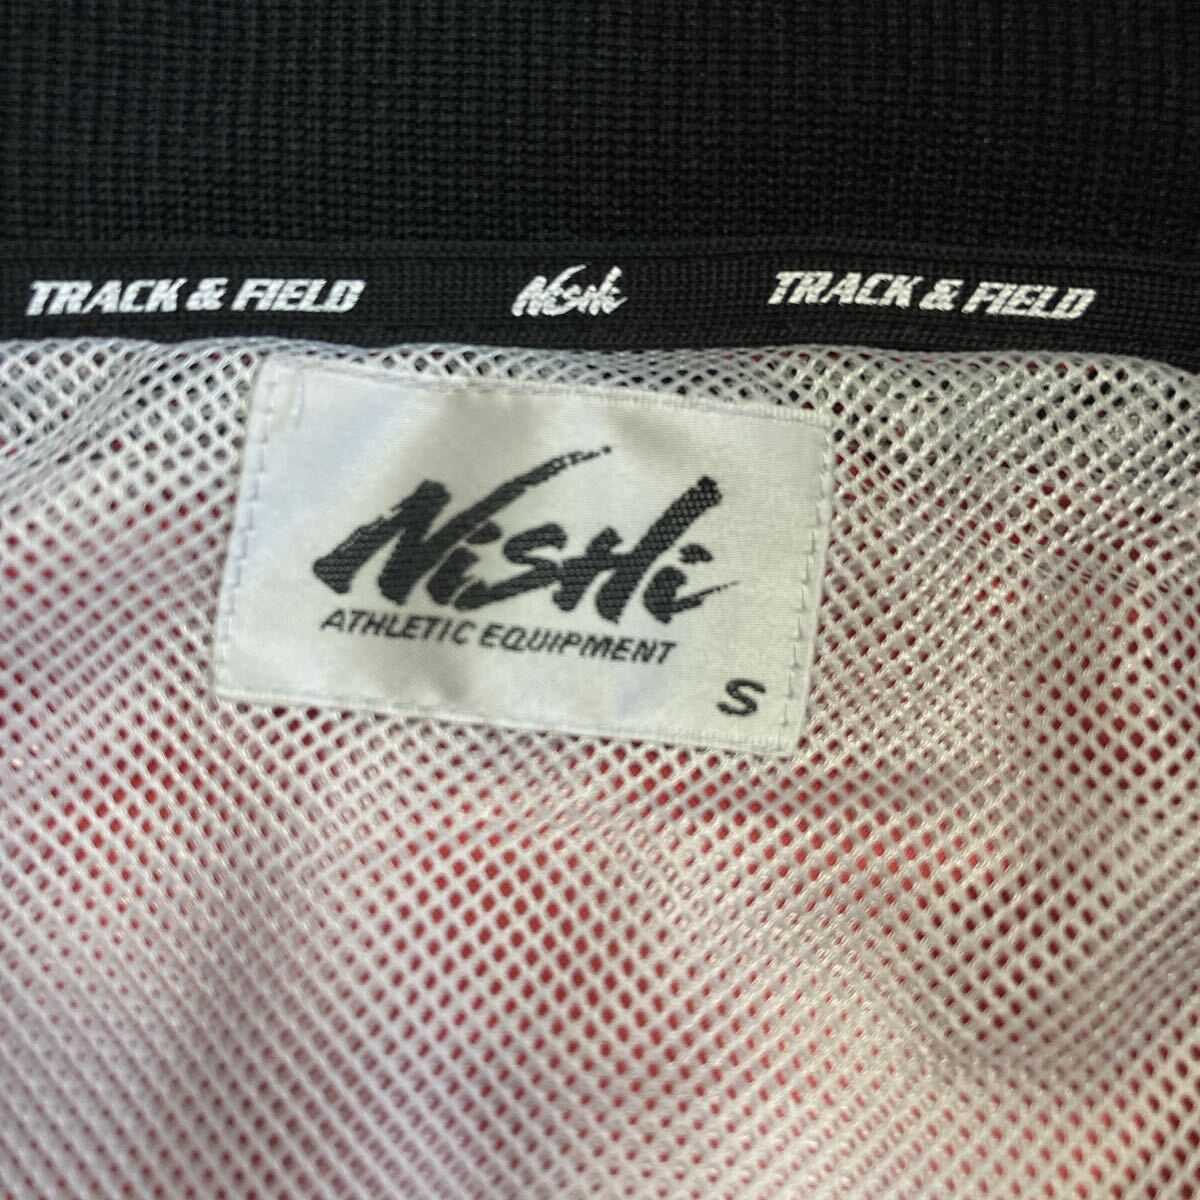 TRACK & FIELD NiSHi TRACK & FIELD
NiSHi
ATHLETIC EQUIPMENT
S